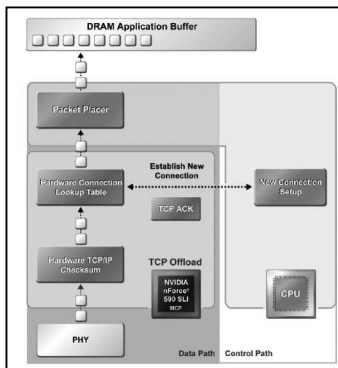 DRAM Application Buffer
Packet Placer
Establish New
Connection
Hardware Connection
Lookup Table
New Connection
Setup
TCP ACK
Hardware TCP/IP
Checksum
TCP Offload
NVIDIA
nForce®
590 SLI
MCP
CPU
PHY
Data Path
Control Path